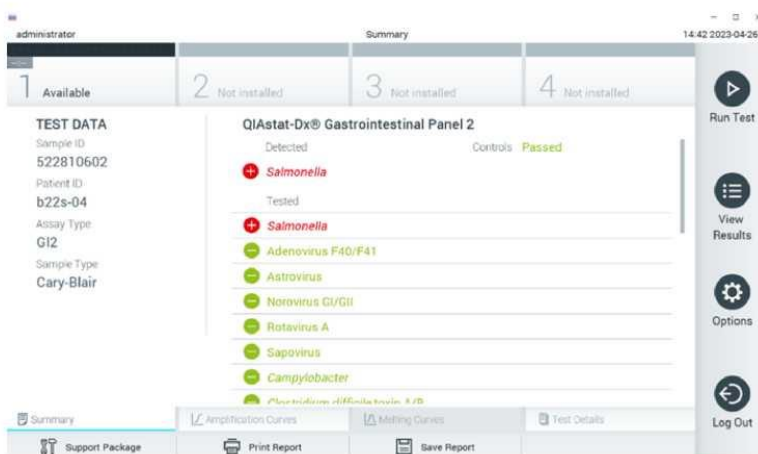 administrator Summary 14:42 2023-04-26
1 Available 2 Not installed 3 Not installed 4 Not installed
Run Test
TEST DATA
Sample ID
522810602
Patient ID
b22s-04
Assay Type
GI2
Sample Type
Cary-Blair
QIAstat-Dx® Gastrointestinal Panel 2
Detected Controls Passed
Salmonella
Tested
Salmonella
Adenovirus F40/F41
Astrovirus
Norovirus GI/GII
Rotavirus A
Sapovirus
Campylobacter
Clostridium difficile toxin A/B
View
Results
Options
Log Out
Summary Amplification Curves Melting Curves Test Details
Support Package Print Report Save Report